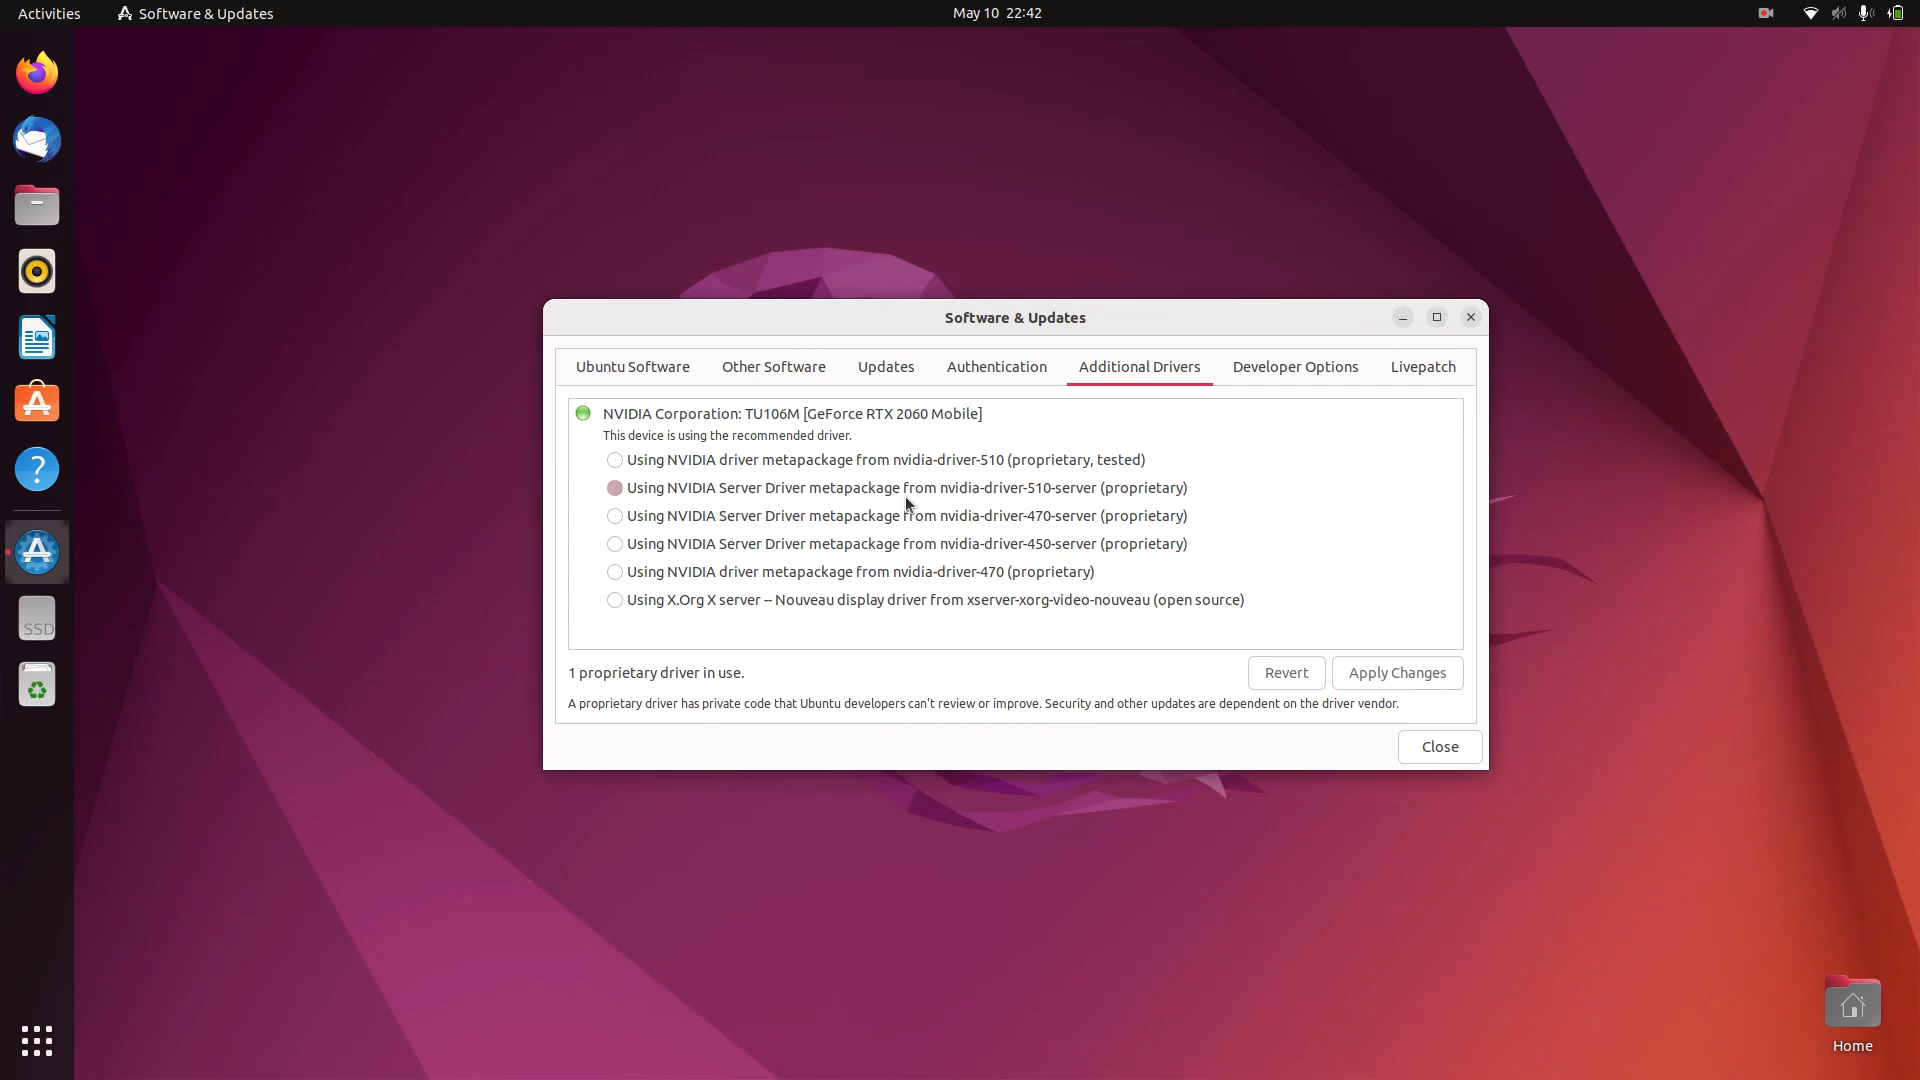 Activities
Software & Updates
May 10 22:42
Software & Updates
Ubuntu Software
Other Software
Updates
Authentication
Additional Drivers
Developer Options
Livepatch
NVIDIA Corporation: TU106M [GeForce RTX 2060 Mobile]
This device is using the recommended driver.
Using NVIDIA driver metapackage from nvidia-driver-510 (proprietary, tested)
Using NVIDIA Server Driver metapackage from nvidia-driver-510-server (proprietary)
Using NVIDIA Server Driver metapackage from nvidia-driver-470-server (proprietary)
Using NVIDIA Server Driver metapackage from nvidia-driver-450-server (proprietary)
Using NVIDIA driver metapackage from nvidia-driver-470 (proprietary)
Using X.Org X server -- Nouveau display driver from xserver-xorg-video-nouveau (open source)
1 proprietary driver in use.
Revert
Apply Changes
A proprietary driver has private code that Ubuntu developers can't review or improve. Security and other updates are dependent on the driver vendor.
Close
SSD
Home